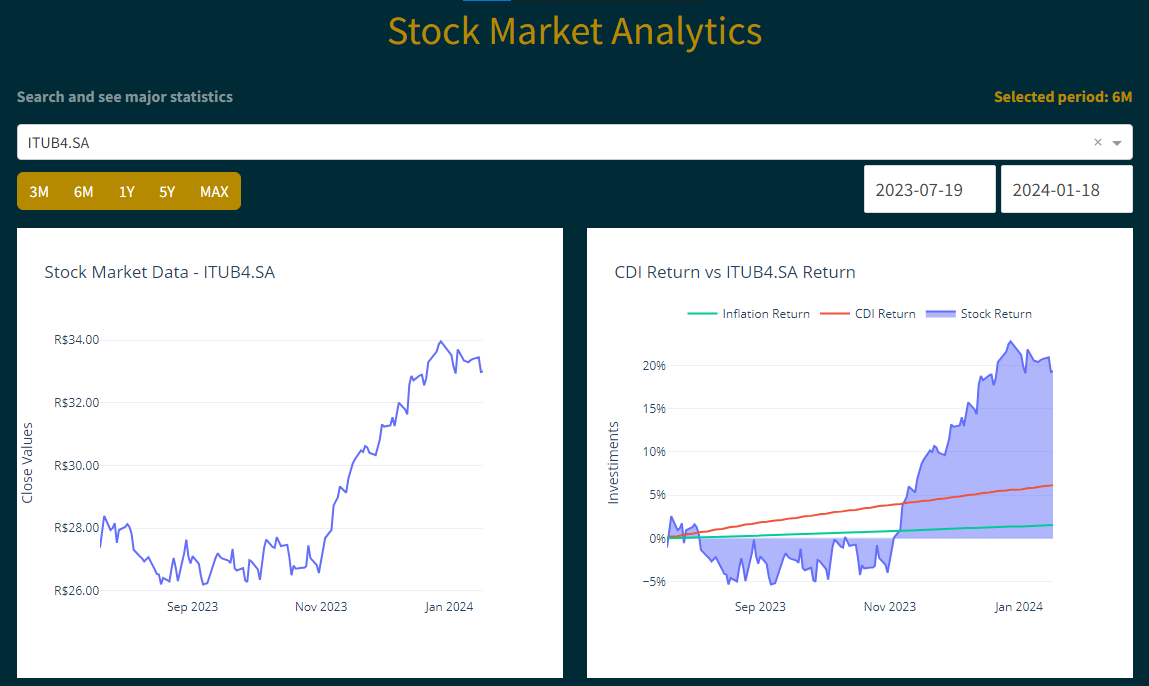 Stock Market Analytics
Search and see major statistics
Selected period: 6M
ITUB4.SA ×
3M 6M 1Y 5Y MAX
2023-07-19
2024-01-18
Stock Market Data - ITUB4.SA
R$34.00
R$32.00
R$30.00
R$28.00
R$26.00
Close Values
Sep 2023 Nov 2023 Jan 2024
CDI Return vs ITUB4.SA Return
Inflation Return CDI Return Stock Return
20%
15%
10%
5%
0%
−5%
Investiments
Sep 2023 Nov 2023 Jan 2024